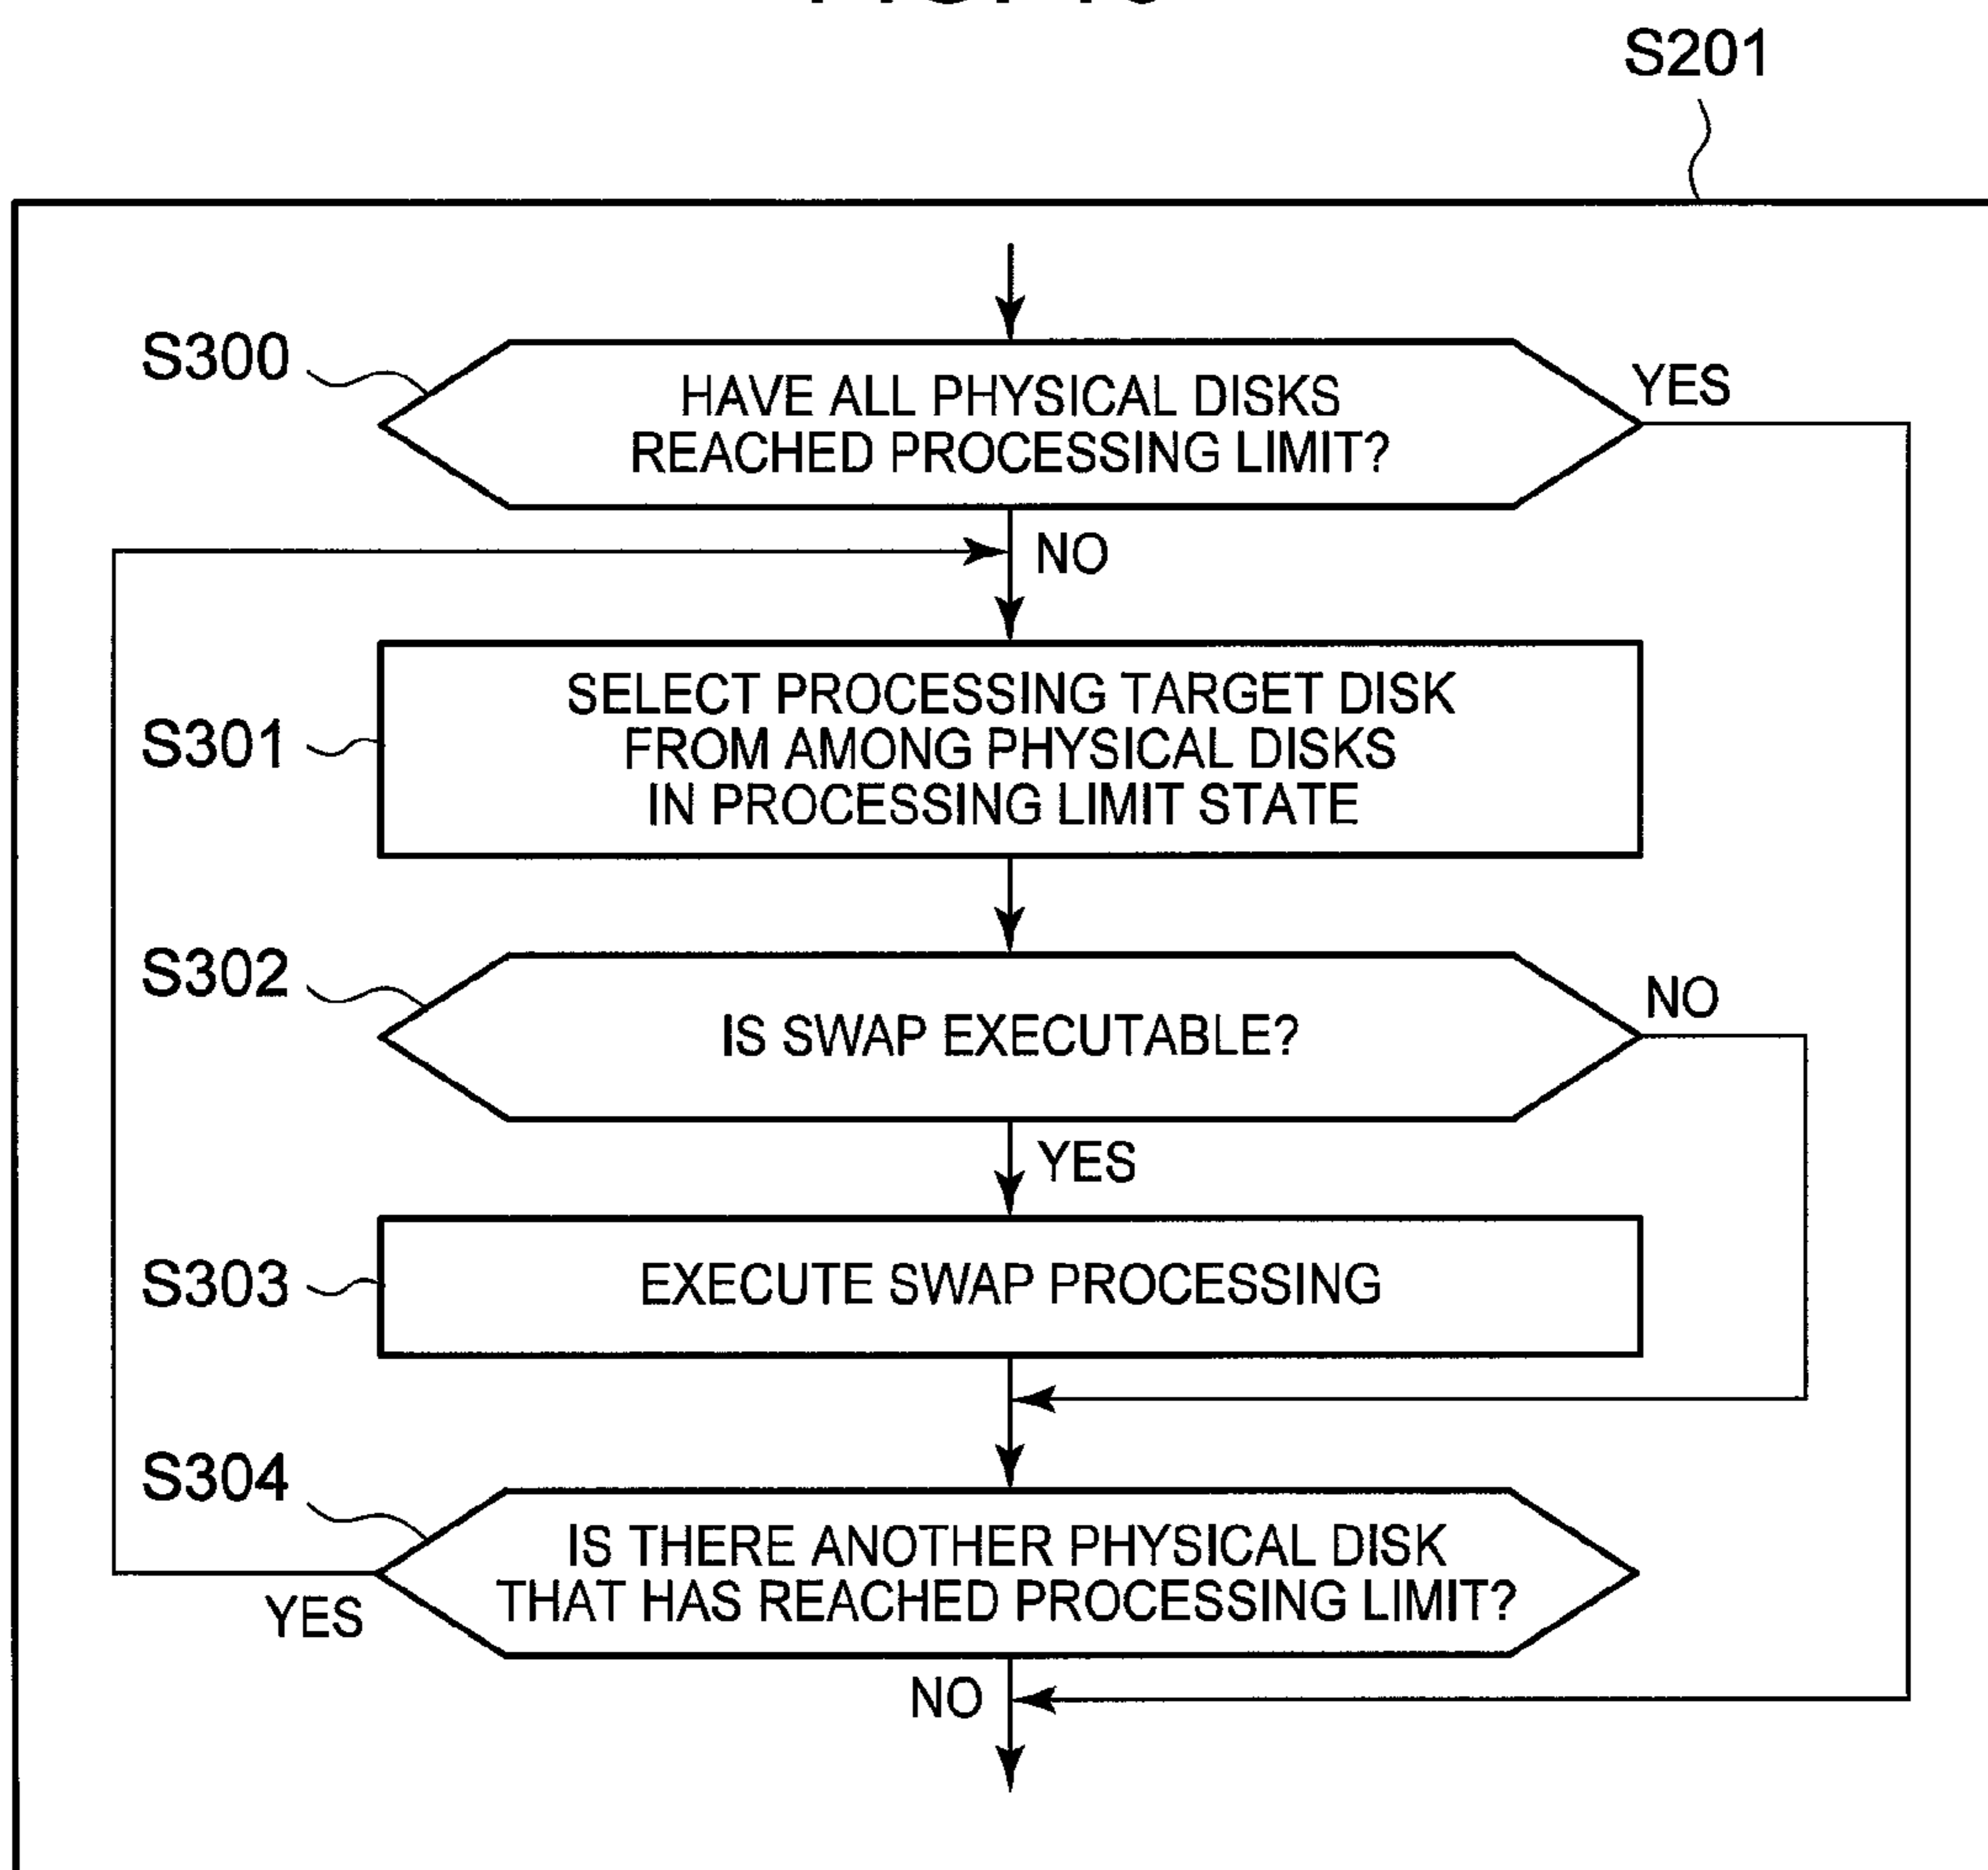 S201
S300
HAVE ALL PHYSICAL DISKS
REACHED PROCESSING LIMIT?
YES
NO
S301
SELECT PROCESSING TARGET DISK
FROM AMONG PHYSICAL DISKS
IN PROCESSING LIMIT STATE
S302
IS SWAP EXECUTABLE?
NO
YES
S303
EXECUTE SWAP PROCESSING
S304
IS THERE ANOTHER PHYSICAL DISK
THAT HAS REACHED PROCESSING LIMIT?
YES
NO